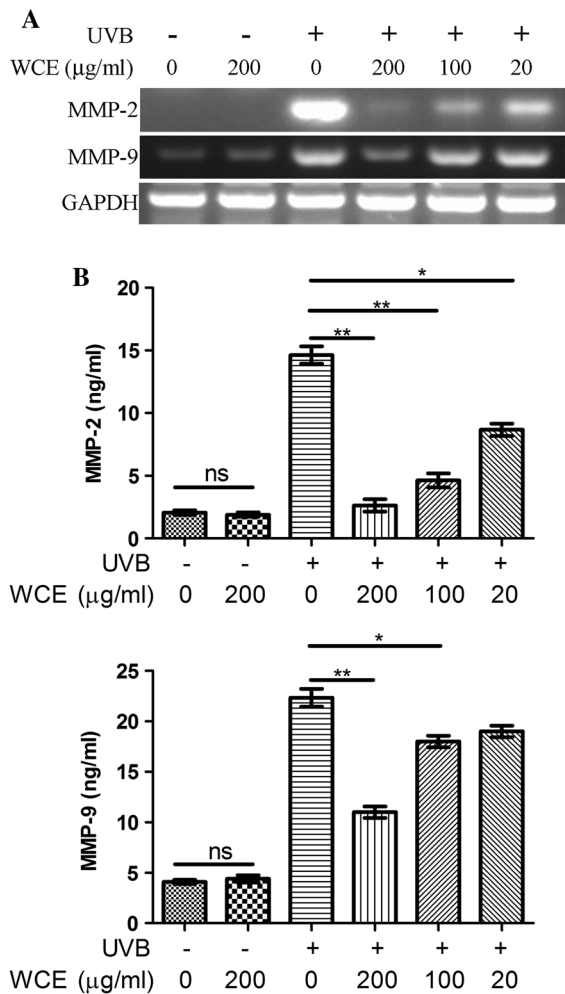 A
UVB - - + + + +
WCE (μg/ml) 0 200 0 200 100 20
MMP-2
MMP-9
GAPDH
B
*
**
**
ns
20
15
10
5
0
MMP-2 (ng/ml)
UVB - - + + + +
WCE (μg/ml) 0 200 0 200 100 20
*
**
ns
25
20
15
10
5
0
MMP-9 (ng/ml)
UVB - - + + + +
WCE (μg/ml) 0 200 0 200 100 20